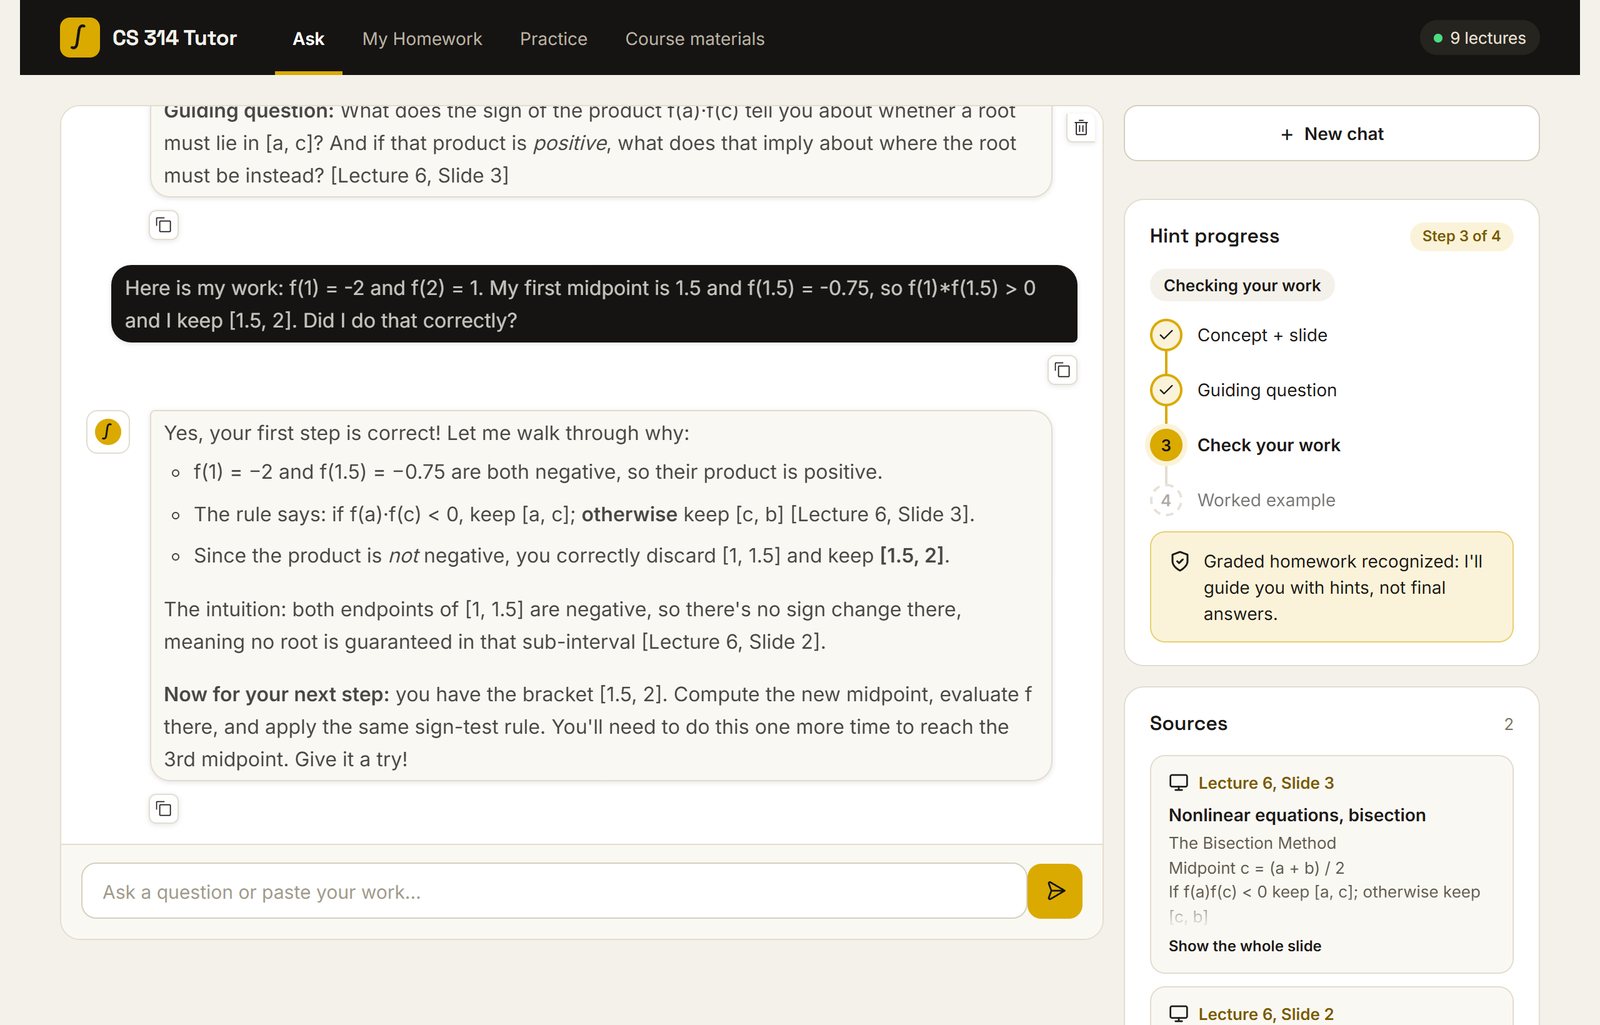 ∫ CS 314 Tutor Ask My Homework Practice Course materials 9 lectures
Guiding question: What does the sign of the product f(a)·f(c) tell you about whether a root
must lie in [a, c]? And if that product is positive, what does that imply about where the root
must be instead? [Lecture 6, Slide 3]
Here is my work: f(1) = -2 and f(2) = 1. My first midpoint is 1.5 and f(1.5) = -0.75, so f(1)*f(1.5) > 0
and I keep [1.5, 2]. Did I do that correctly?
∫
Yes, your first step is correct! Let me walk through why:
f(1) = −2 and f(1.5) = −0.75 are both negative, so their product is positive.
The rule says: if f(a)·f(c) < 0, keep [a, c]; otherwise keep [c, b] [Lecture 6, Slide 3].
Since the product is not negative, you correctly discard [1, 1.5] and keep [1.5, 2].
The intuition: both endpoints of [1, 1.5] are negative, so there's no sign change there,
meaning no root is guaranteed in that sub-interval [Lecture 6, Slide 2].
Now for your next step: you have the bracket [1.5, 2]. Compute the new midpoint, evaluate f
there, and apply the same sign-test rule. You'll need to do this one more time to reach the
3rd midpoint. Give it a try!
Ask a question or paste your work...
+ New chat
Hint progress Step 3 of 4
Checking your work
Concept + slide
Guiding question
3 Check your work
4 Worked example
Graded homework recognized: I'll
guide you with hints, not final
answers.
Sources 2
Lecture 6, Slide 3
Nonlinear equations, bisection
The Bisection Method
Midpoint c = (a + b) / 2
If f(a)f(c) < 0 keep [a, c]; otherwise keep
[c, b]
Show the whole slide
Lecture 6, Slide 2